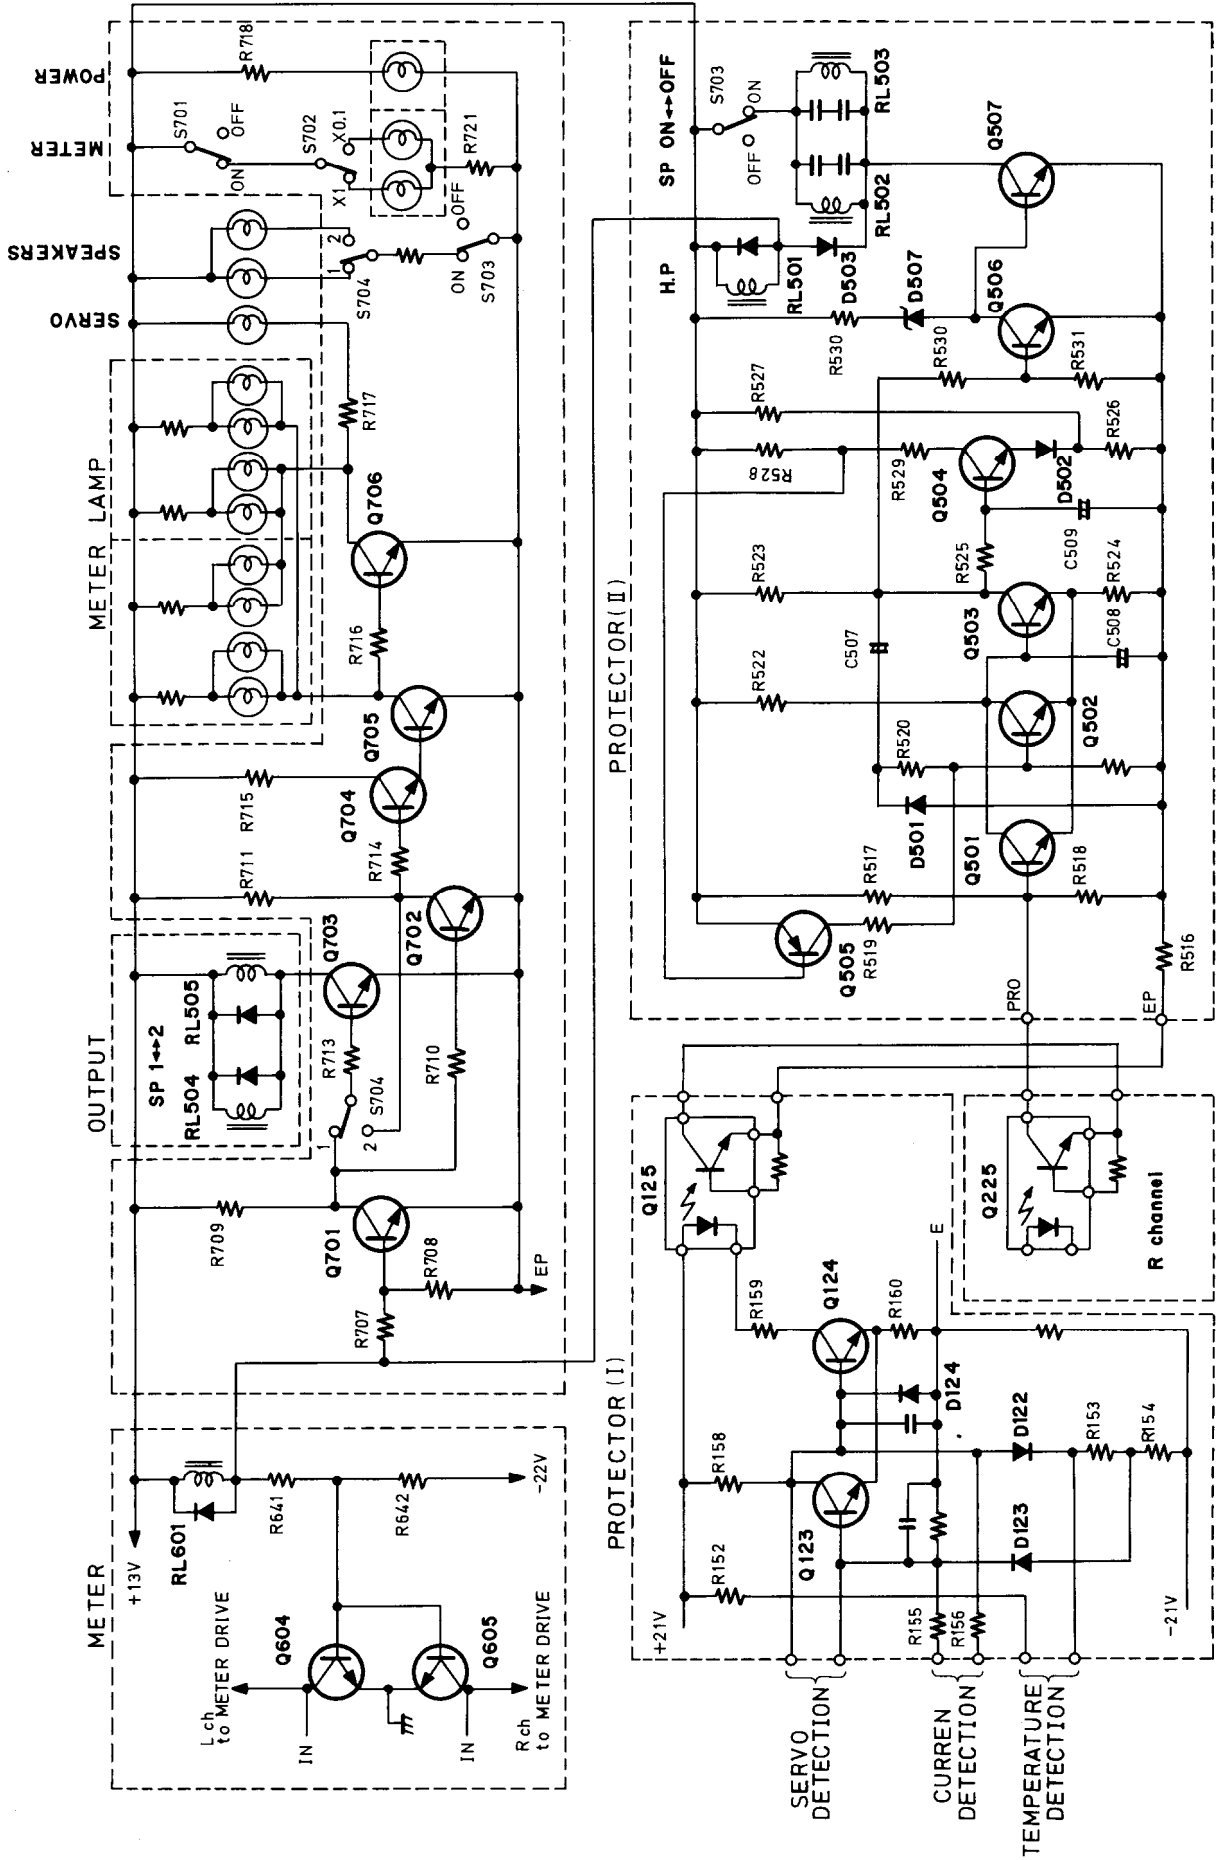 METER
OUTPUT
METER LAMP
SERVO
SPEAKERS
METER
POWER
+13V
RL601
R641
R642
-22V
Lch
to METER DRIVE
IN
Q604
Q605
IN
Rch
to METER DRIVE
R709
Q701
R707
R708
EP
SP 1↔2
RL504
RL505
Q703
R713
S704
1
2
R710
Q702
R711
R714
Q704
R715
Q705
R716
Q706
R717
1
2
S704
ON
OFF
S703
S701
ON
OFF
S702
X1
X0.1
R721
R718
PROTECTOR(I)
+21V
R152
R158
Q123
R159
Q124
R160
D124
E
R155
R156
D123
D122
R153
R154
-21V
SERVO
DETECTION
CURREN
DETECTION
TEMPERATURE
DETECTION
Q125
Q225
R channel
PROTECTOR(II)
PRO
EP
R516
Q505
R519
R517
R518
Q501
D501
R520
Q502
R522
C507
Q503
C508
R523
R524
R525
C509
Q504
D502
R529
R528
R527
R526
R530
R531
Q506
R530
D507
D503
H.P
RL501
SP ON↔OFF
S703
OFF
ON
RL502
RL503
Q507